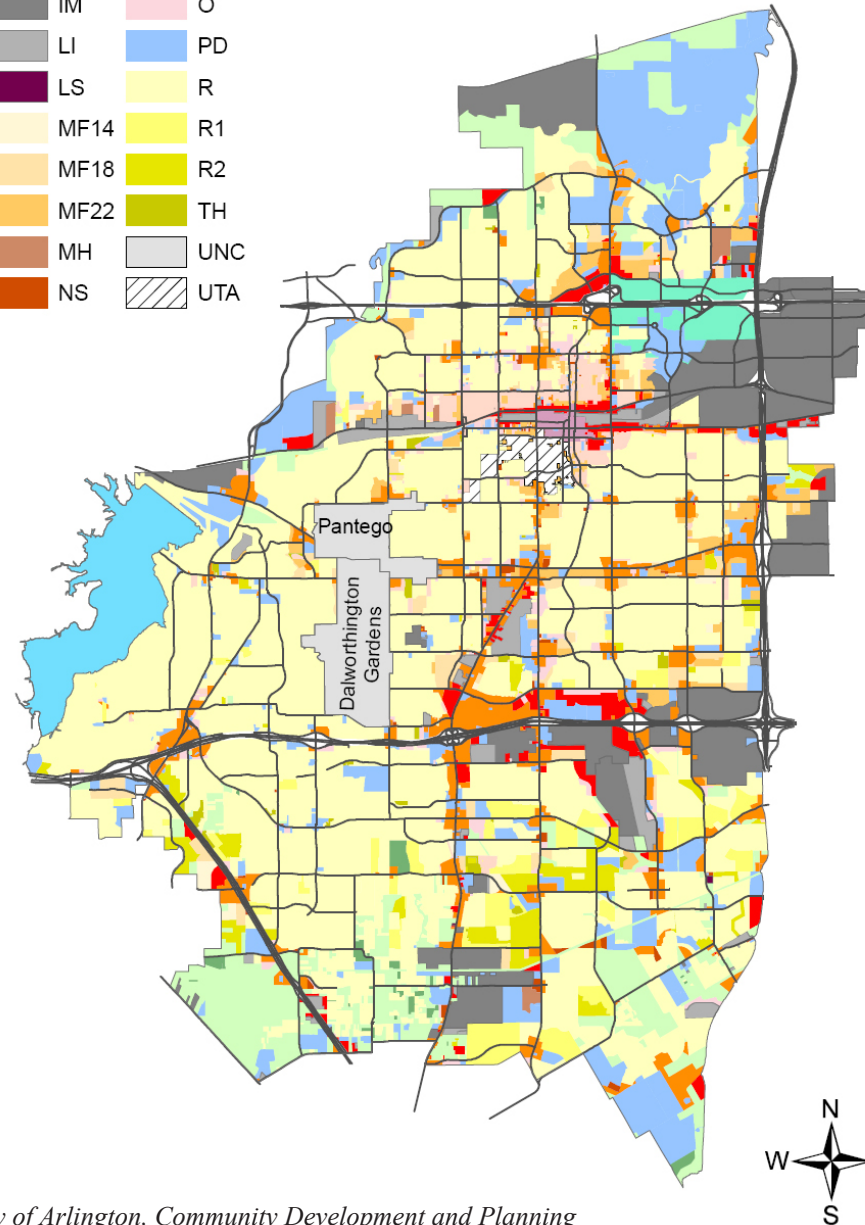 IM O
LI PD
LS R
MF14 R1
MF18 R2
MF22 TH
MH UNC
NS UTA
Pantego
Dalworthington
Gardens
N
W
S
of Arlington, Community Development and Planning